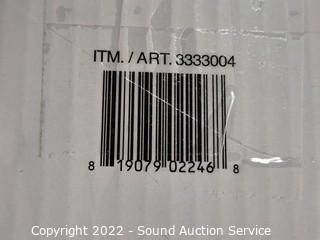 ITM. / ART. 3333004
8 19079 02246 8
Copyright 2022 - Sound Auction Service